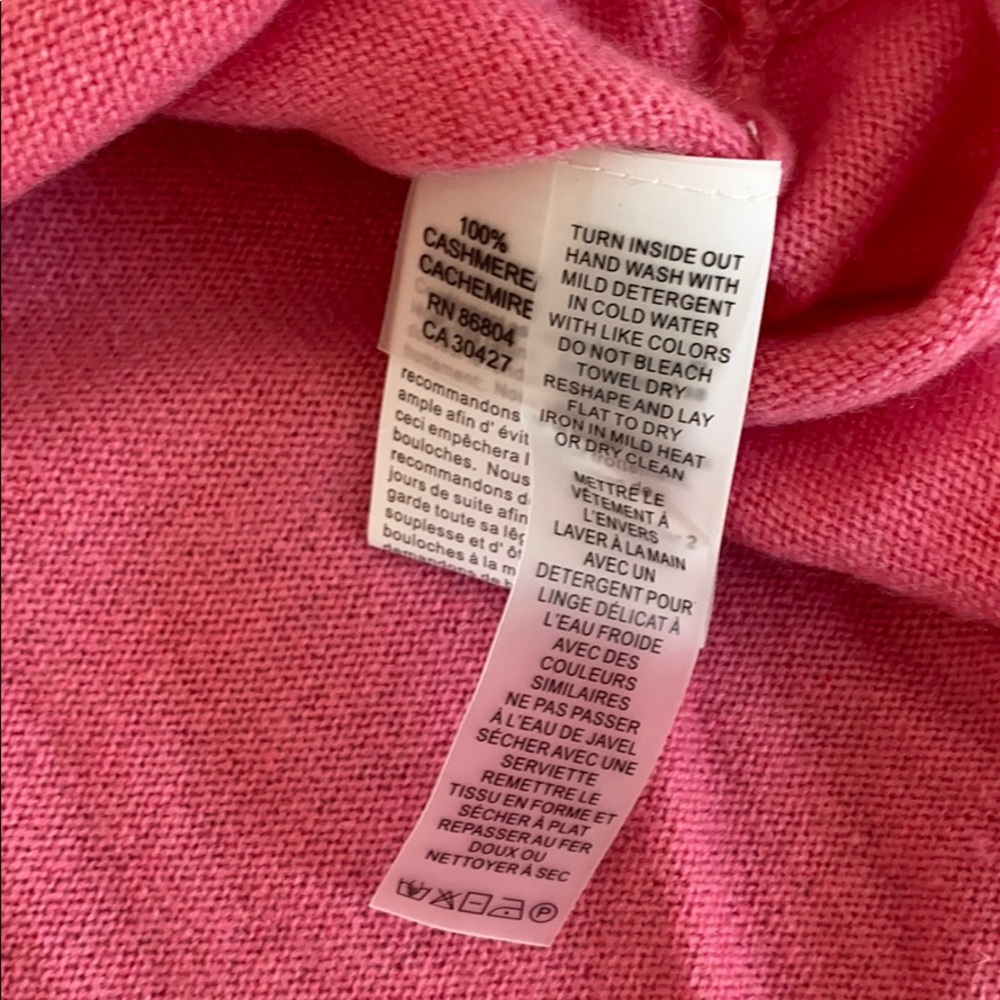 100%
CASHMERE/
CACHEMIRE
RN 86804
CA 30427
recommandons
ample afin d' évit
ceci empêchera l
bouloches. Nous
recommandons d
jours de suite afin
garde toute sa lég
souplesse et d' ôt
bouloches à la m
demandons de
TURN INSIDE OUT
HAND WASH WITH
MILD DETERGENT
IN COLD WATER
WITH LIKE COLORS
DO NOT BLEACH
TOWEL DRY
RESHAPE AND LAY
FLAT TO DRY
IRON IN MILD HEAT
OR DRY CLEAN
METTRE LE
VÊTEMENT À
L'ENVERS
LAVER À LA MAIN
AVEC UN
DETERGENT POUR
LINGE DÉLICAT À
L'EAU FROIDE
AVEC DES
COULEURS
SIMILAIRES
NE PAS PASSER
À L'EAU DE JAVEL
SÉCHER AVEC UNE
SERVIETTE
REMETTRE LE
TISSU EN FORME ET
SÉCHER À PLAT
REPASSER AU FER
DOUX OU
NETTOYER À SEC
P